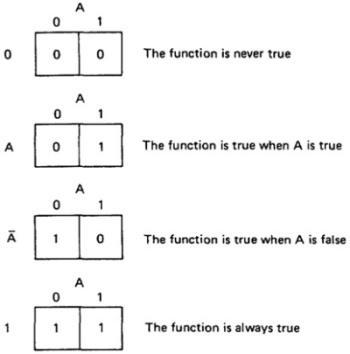 A
0 1
0 0 0 The function is never true
A
0 1
A 0 1 The function is true when A is true
A
0 1
Ā 1 0 The function is true when A is false
A
0 1
1 1 1 The function is always true